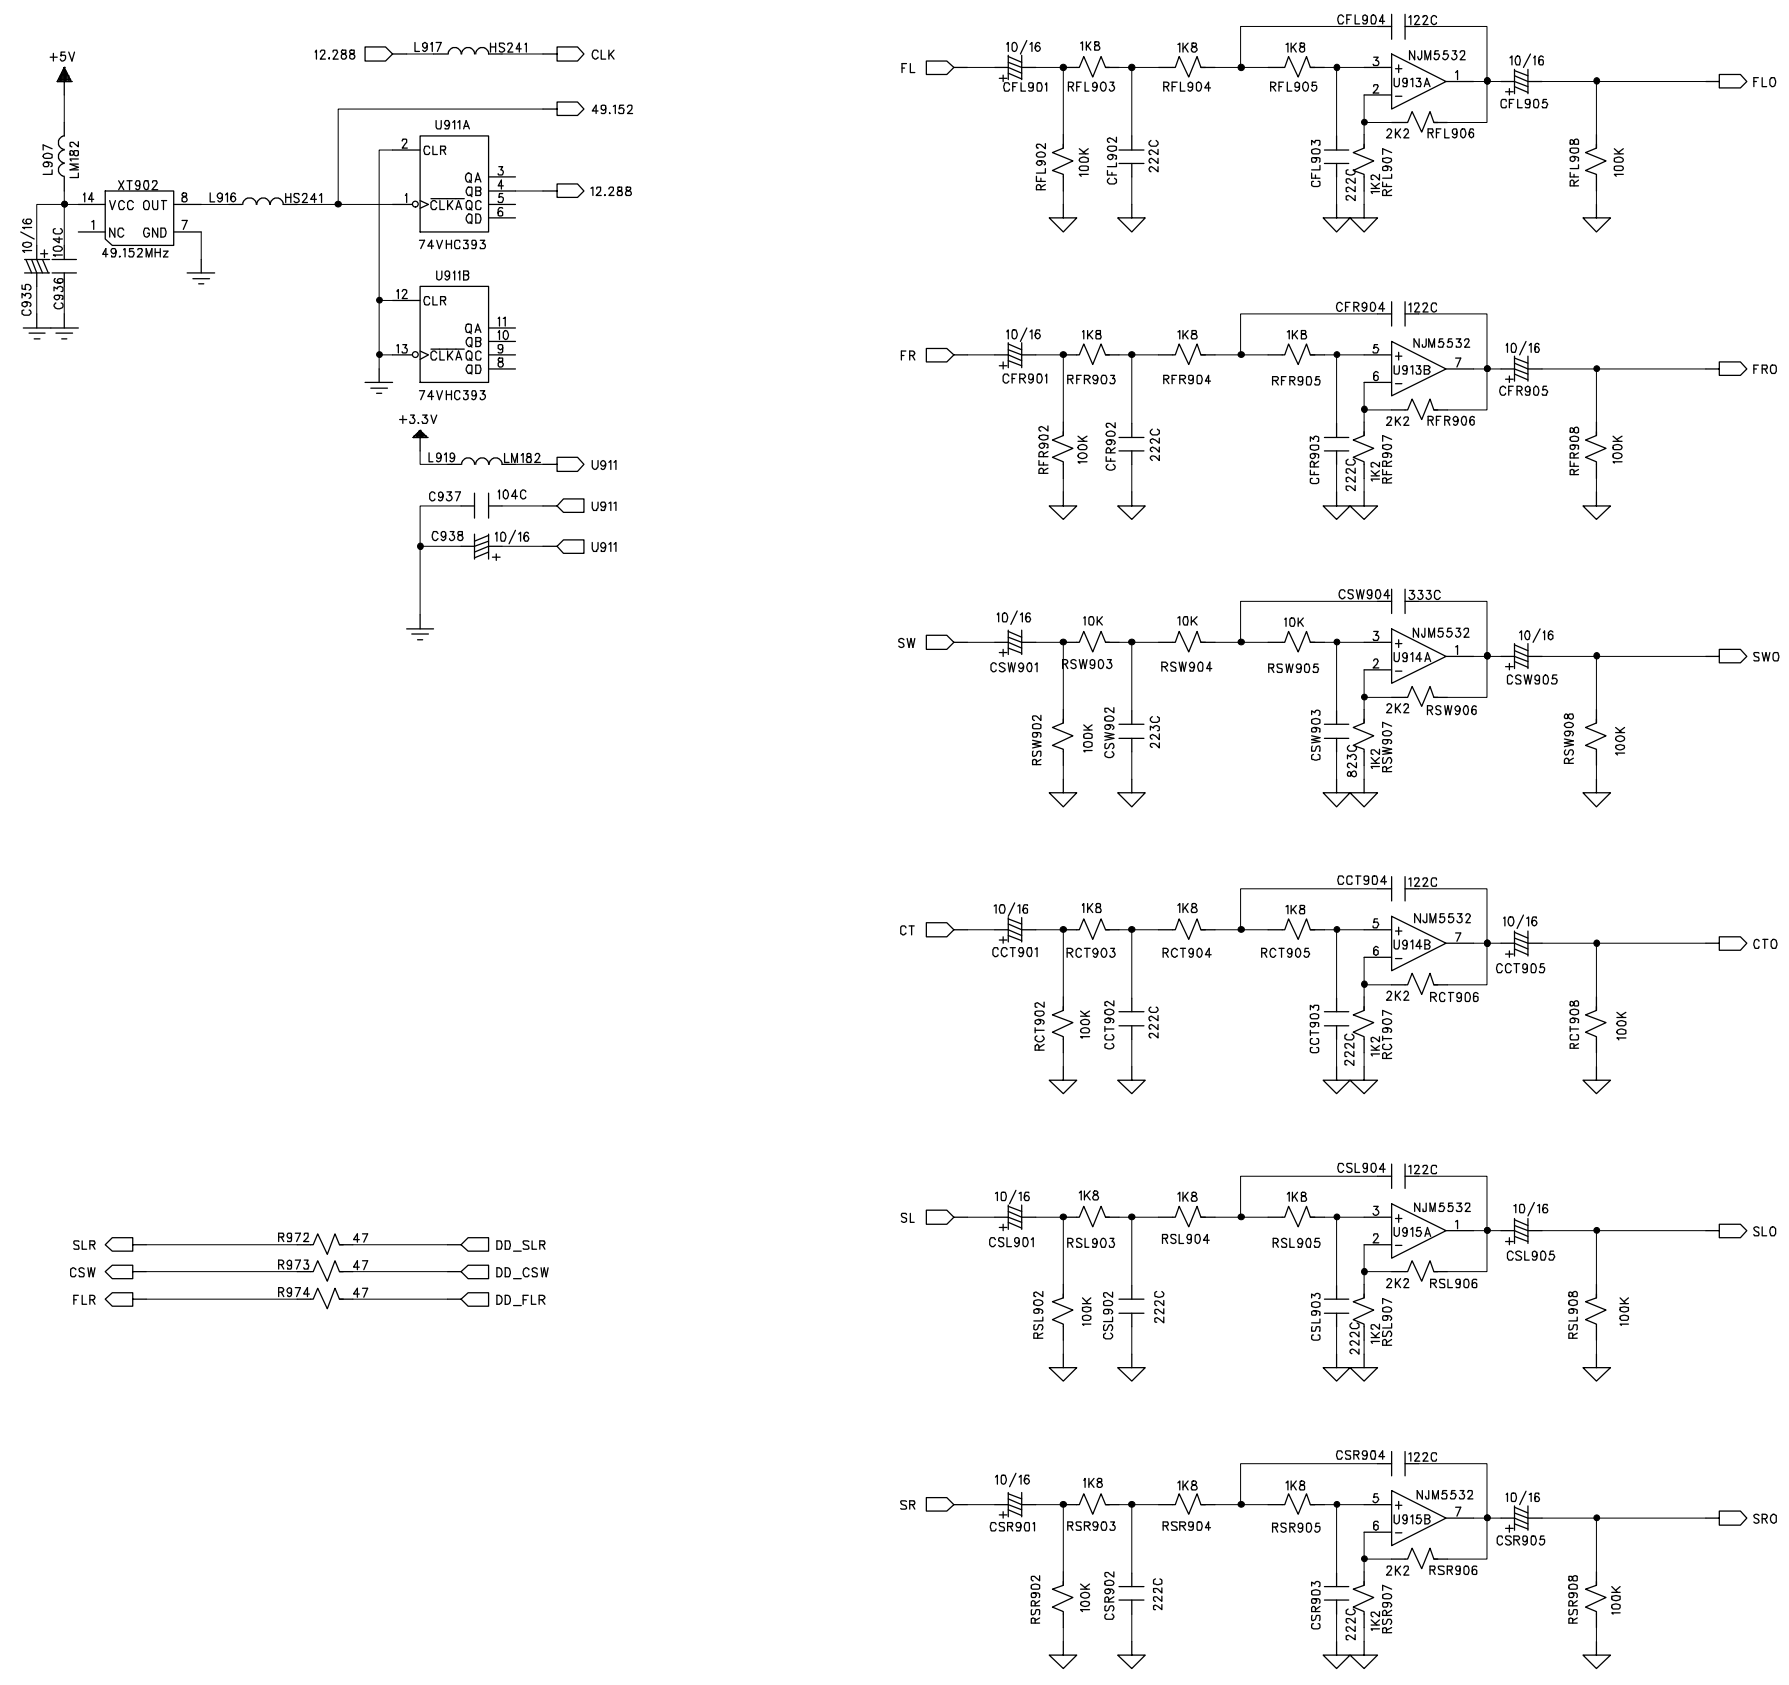 +5V
L907
LM182
10/16
C935
104C
C936
XT902
14 VCC OUT 8
1 NC GND 7
49.152MHz
12.288 L917 HS241 CLK
49.152
L916 HS241
U911A
2 CLR
QA 3
QB 4 12.288
1 CLKA QC 5
QD 6
74VHC393
U911B
12 CLR
QA 11
QB 10
13 CLKA QC 9
QD 8
74VHC393
+3.3V
L919 LM182 U911
C937 104C U911
C938 10/16 U911
SLR R972 47 DD_SLR
CSW R973 47 DD_CSW
FLR R974 47 DD_FLR
CFL904 122C
FL 10/16 1K8 1K8 1K8 NJM5532 10/16
+ CFL901 RFL903 RFL904 RFL905 3 + U913A 1 2 - + CFL905 FLO
2K2 RFL906
RFL902 100K CFL902 222C CFL903 222C 1K2 RFL907 RFL908 100K
CFR904 122C
FR 10/16 1K8 1K8 1K8 NJM5532 10/16
+ CFR901 RFR903 RFR904 RFR905 5 + U913B 7 6 - + CFR905 FRO
2K2 RFR906
RFR902 100K CFR902 222C CFR903 222C 1K2 RFR907 RFR908 100K
CSW904 333C
SW 10/16 10K 10K 10K NJM5532 10/16
+ CSW901 RSW903 RSW904 RSW905 3 + U914A 1 2 - + CSW905 SWO
2K2 RSW906
RSW902 100K CSW902 223C CSW903 823C 1K2 RSW907 RSW908 100K
CCT904 122C
CT 10/16 1K8 1K8 1K8 NJM5532 10/16
+ CCT901 RCT903 RCT904 RCT905 5 + U914B 7 6 - + CCT905 CTO
2K2 RCT906
RCT902 100K CCT902 222C CCT903 222C 1K2 RCT907 RCT908 100K
CSL904 122C
SL 10/16 1K8 1K8 1K8 NJM5532 10/16
+ CSL901 RSL903 RSL904 RSL905 3 + U915A 1 2 - + CSL905 SLO
2K2 RSL906
RSL902 100K CSL902 222C CSL903 222C 1K2 RSL907 RSL908 100K
CSR904 122C
SR 10/16 1K8 1K8 1K8 NJM5532 10/16
+ CSR901 RSR903 RSR904 RSR905 5 + U915B 7 6 - + CSR905 SRO
2K2 RSR906
RSR902 100K CSR902 222C CSR903 222C 1K2 RSR907 RSR908 100K